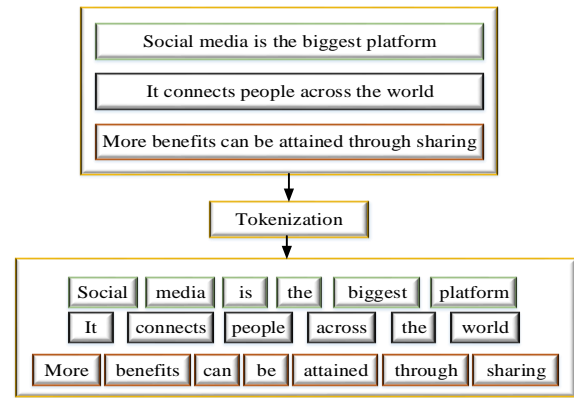 Social media is the biggest platform
It connects people across the world
More benefits can be attained through sharing
Tokenization
Social media is the biggest platform
It connects people across the world
More benefits can be attained through sharing